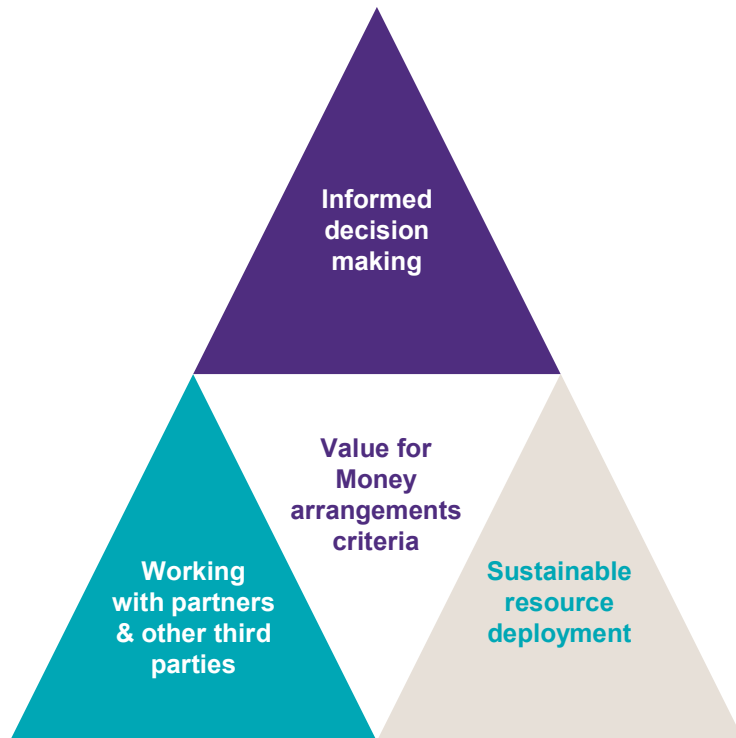 Informed
decision
making
Value for
Money
arrangements
criteria
Working
with partners
& other third
parties
Sustainable
resource
deployment